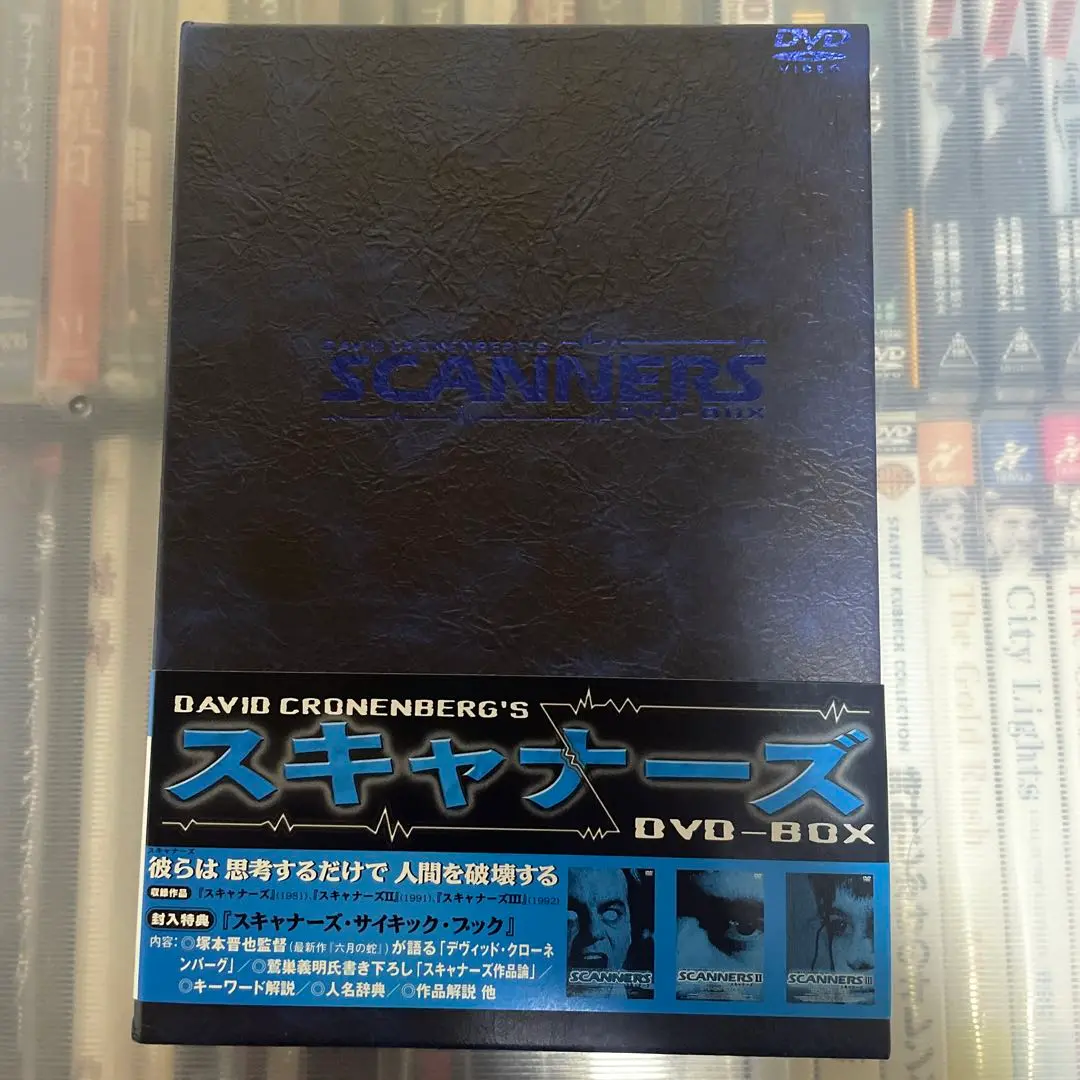 DVD
VIDEO
DAVID CRONENBERG'S
SCANNERS
DVD-BOX
DAVID CRONENBERG'S
スキャナーズ
DVD-BOX
スキャナーズ
彼らは 思考するだけで 人間を破壊する
収録作品 『スキャナーズ』(1981)、『スキャナーズII』(1991)、『スキャナーズIII』(1992)
封入特典 『スキャナーズ・サイキック・ブック』
内容:◎塚本晋也監督(最新作『六月の蛇』)が語る「デヴィッド・クローネ
ンバーグ」/◎鷲巣義明氏書き下ろし「スキャナーズ作品論」/
◎キーワード解説/◎人名辞典/◎作品解説 他
SCANNERS
SCANNERS II
SCANNERS III
DVD
STANLEY KUBRICK COLLECTION
The Gold Rush
City Lights